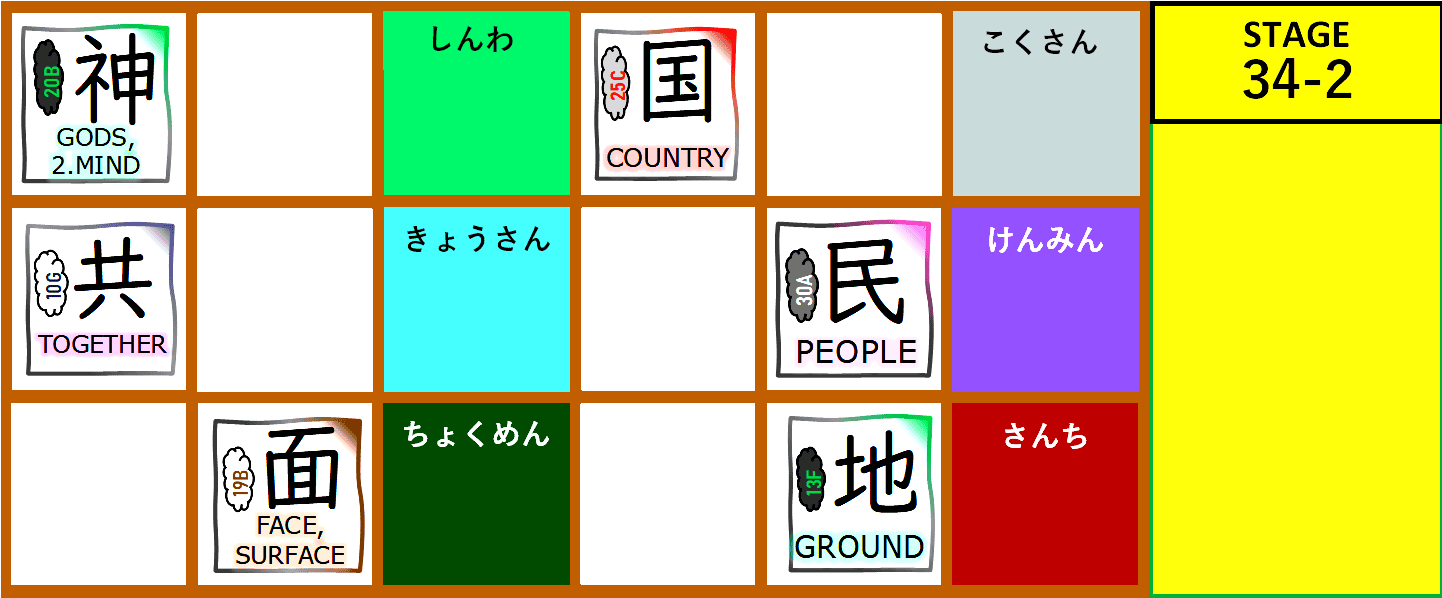 20B
神
GODS,
2.MIND
しんわ
25C
国
COUNTRY
こくさん
STAGE
34-2
10G
共
TOGETHER
きょうさん
30A
民
PEOPLE
けんみん
19B
面
FACE,
SURFACE
ちょくめん
13F
地
GROUND
さんち